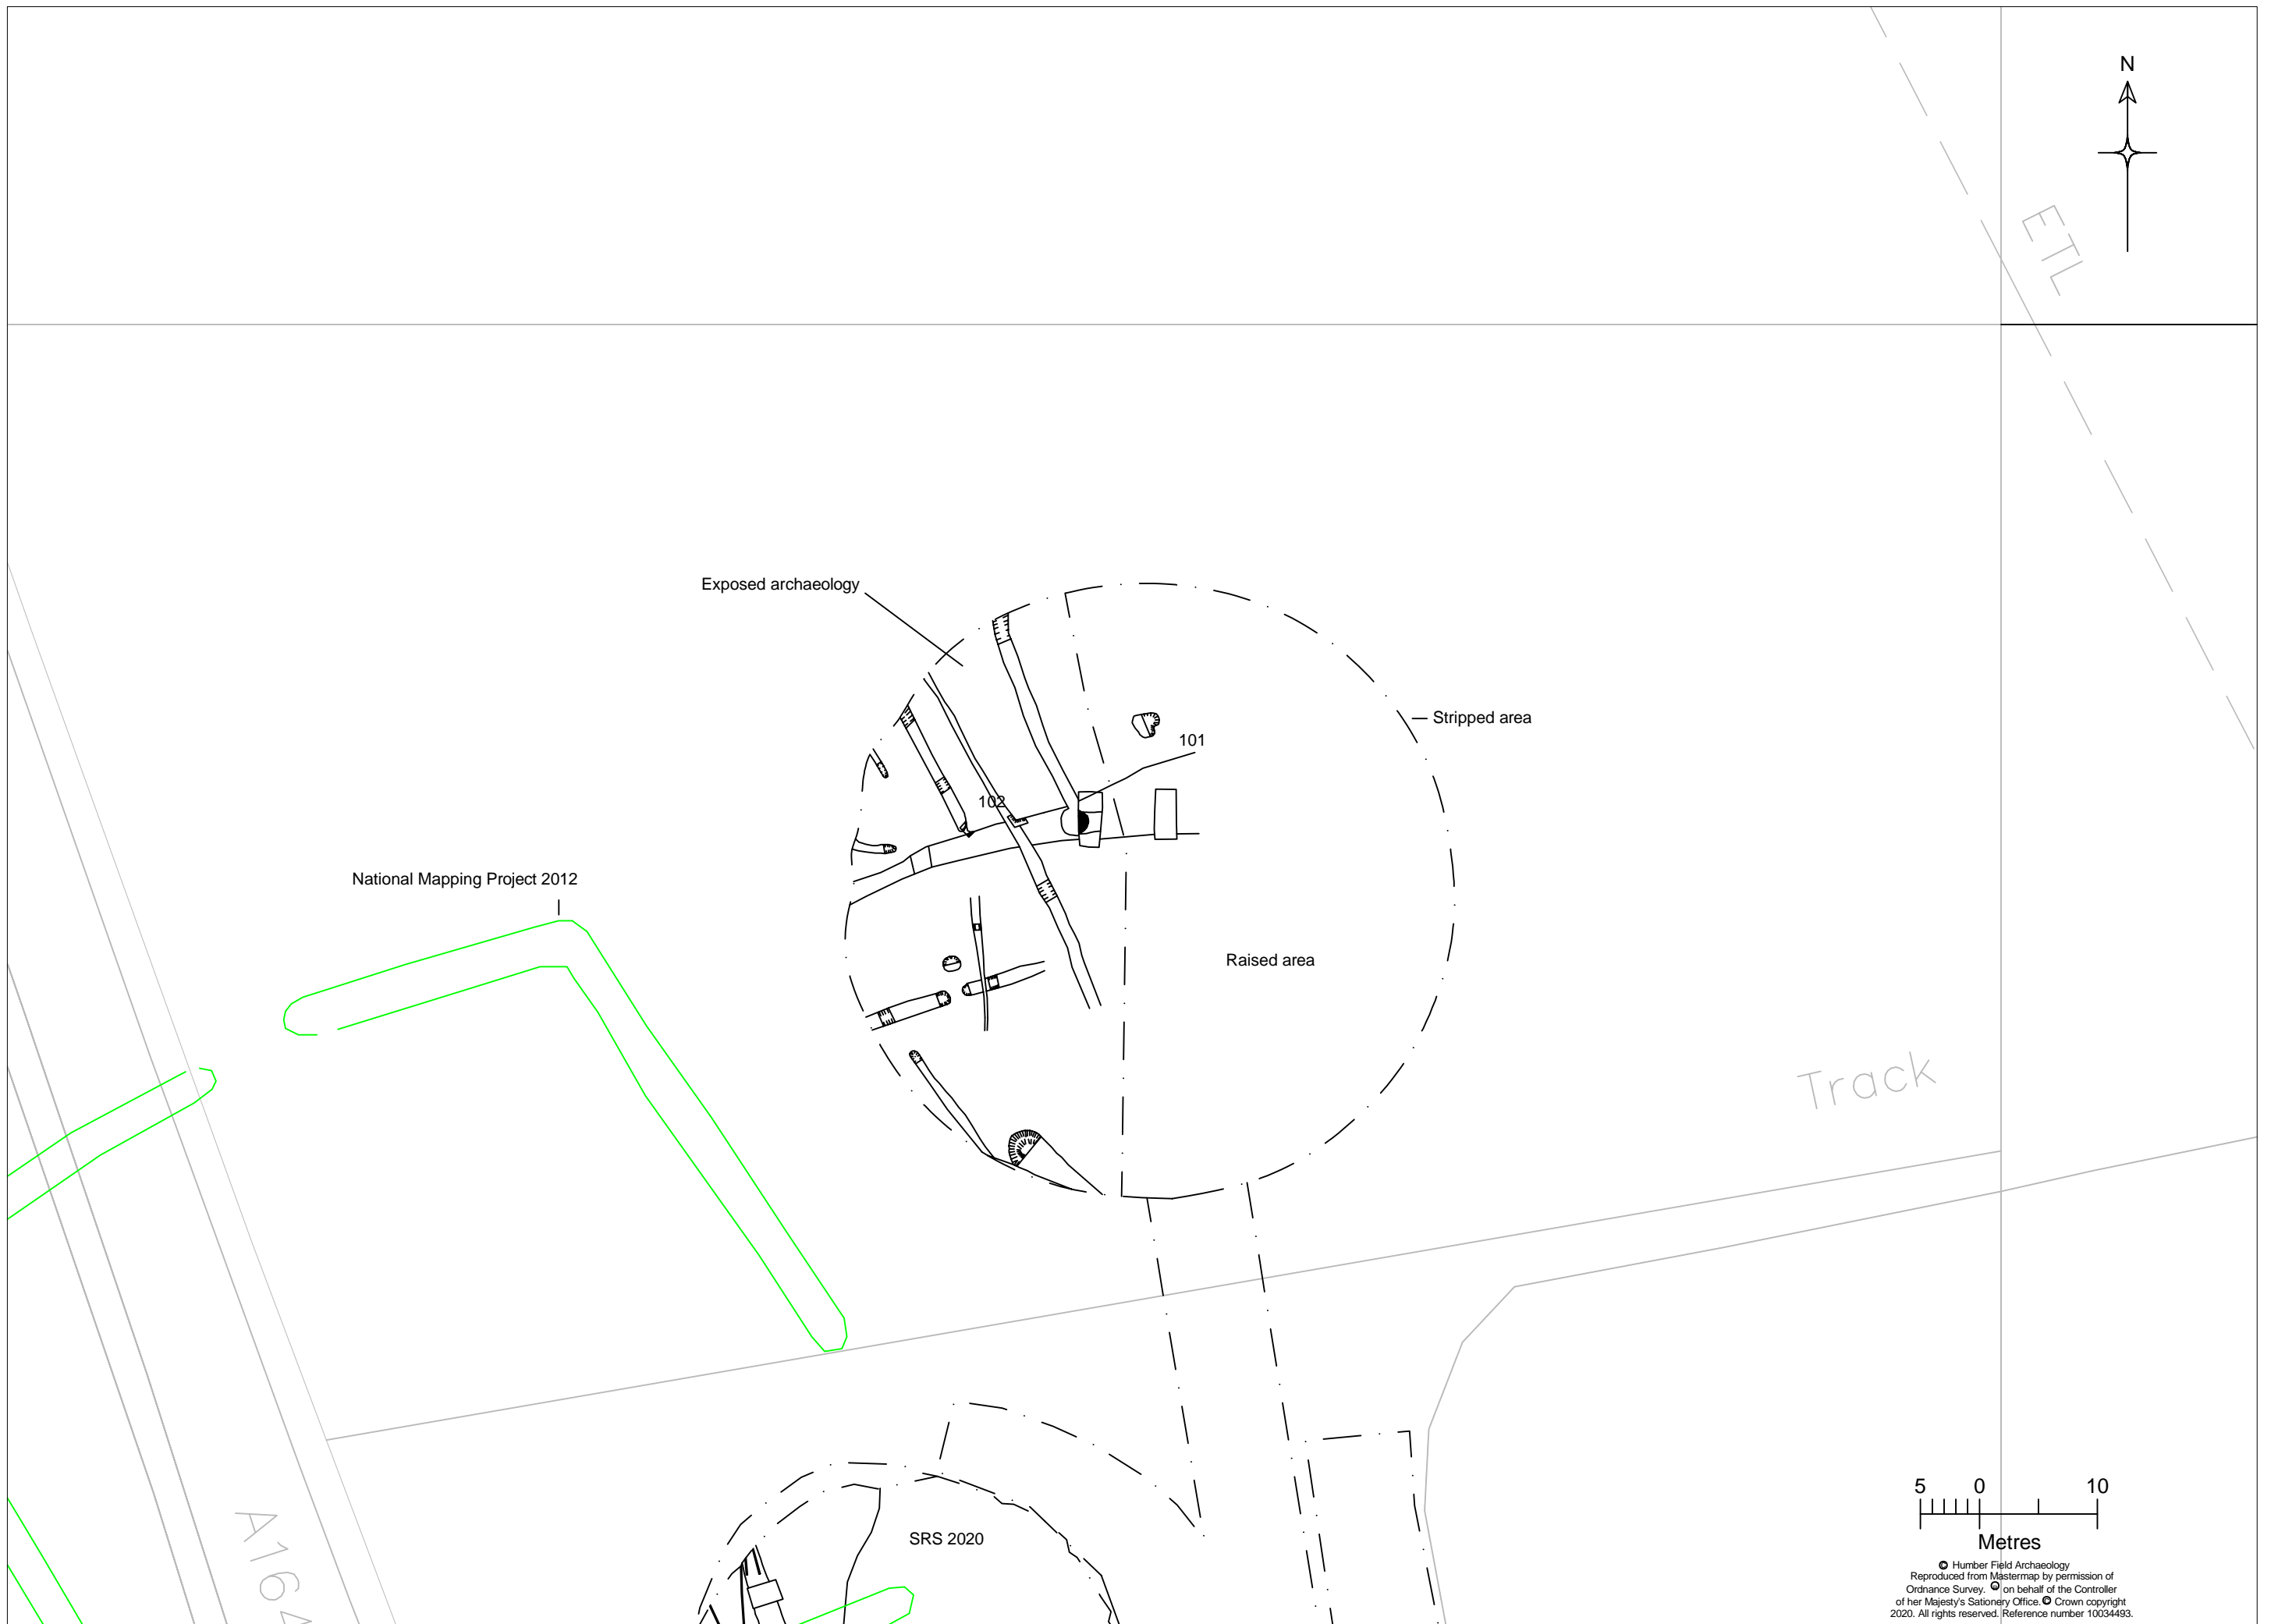 N
ETL
Exposed archaeology
Stripped area
101
102
National Mapping Project 2012
Raised area
Track
A164
SRS 2020
5 0 10
Metres
© Humber Field Archaeology
Reproduced from Mastermap by permission of
Ordnance Survey. © on behalf of the Controller
of her Majesty's Sationery Office. © Crown copyright
2020. All rights reserved. Reference number 10034493.